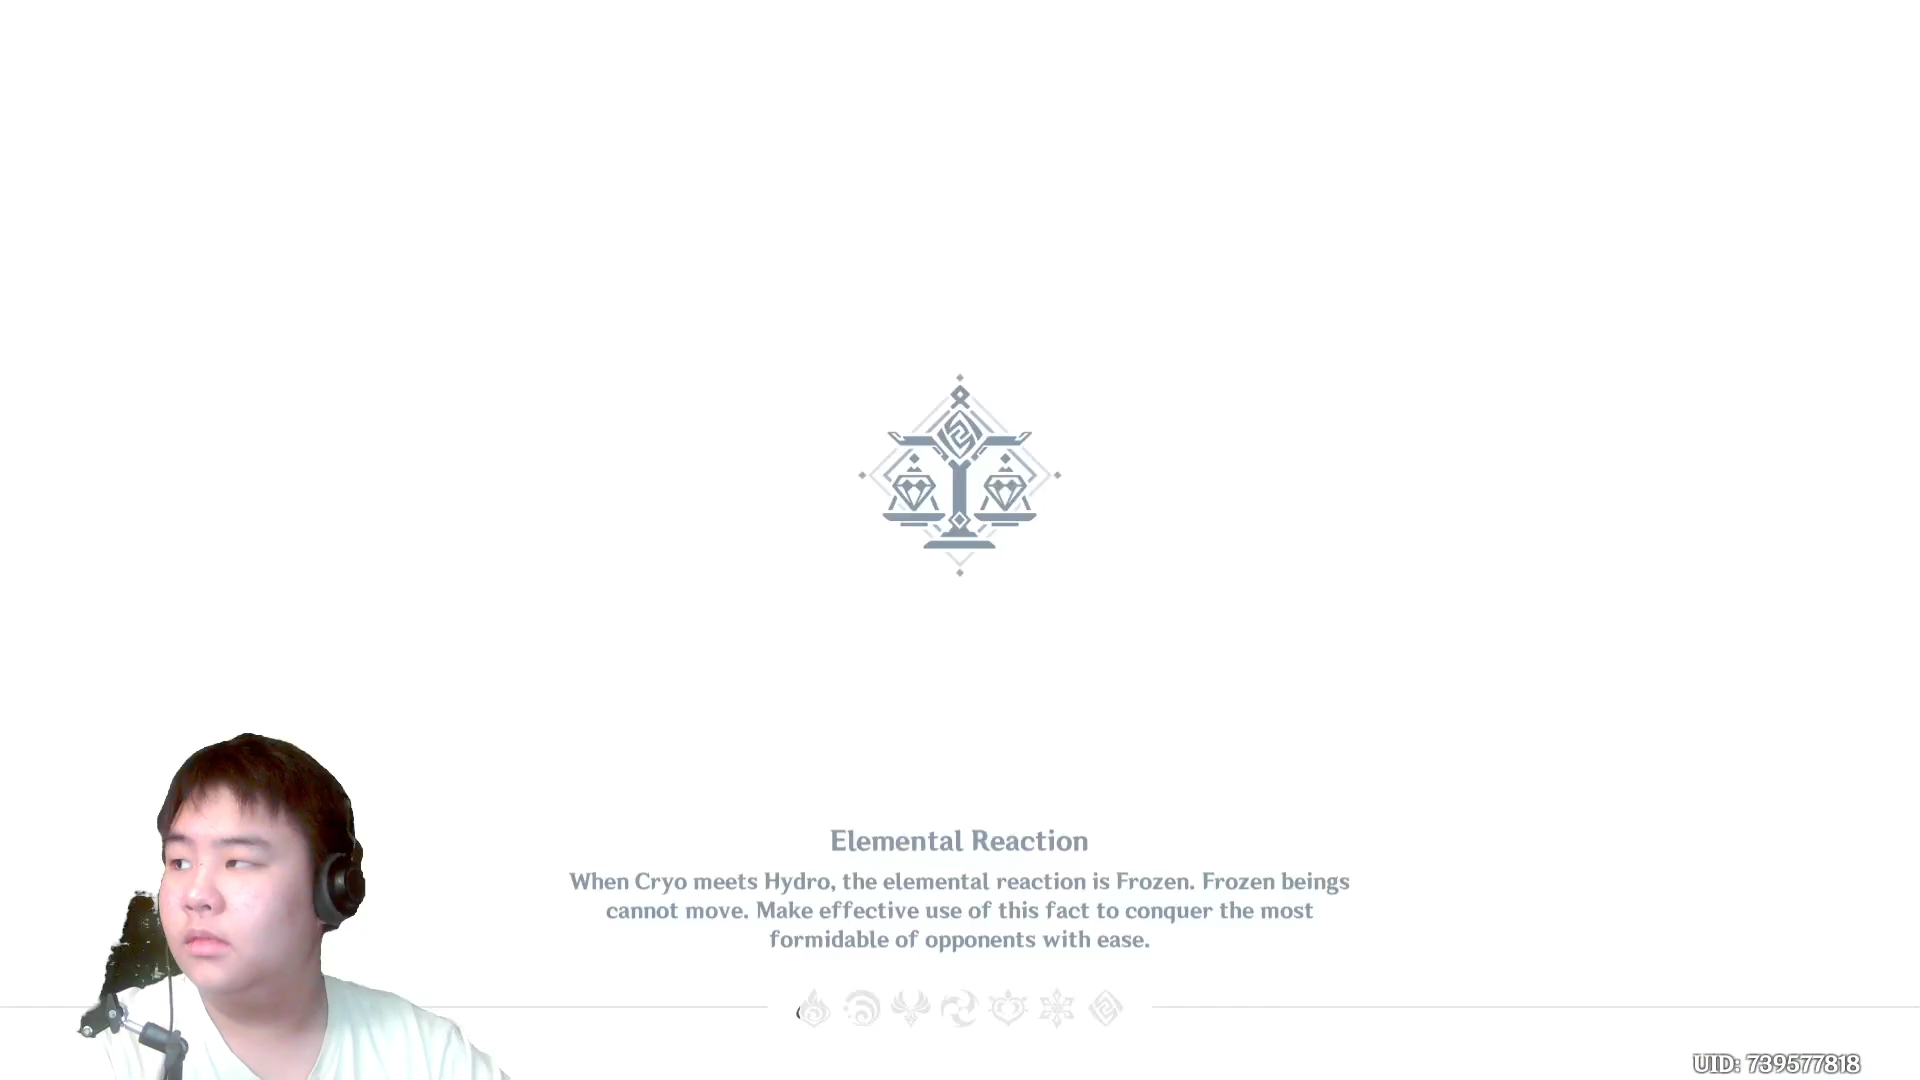 Elemental Reaction
When Cryo meets Hydro, the elemental reaction is Frozen. Frozen beings
cannot move. Make effective use of this fact to conquer the most
formidable of opponents with ease.
UID: 739577818